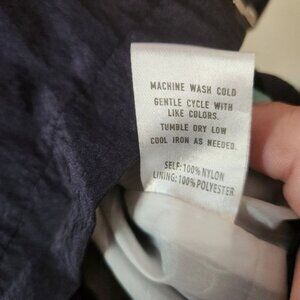 MACHINE WASH COLD
GENTLE CYCLE WITH
LIKE COLORS.
TUMBLE DRY LOW
COOL IRON AS NEEDED.
SELF: 100% NYLON
LINING: 100% POLYESTER